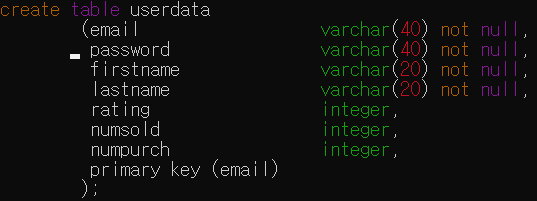 create table userdata
(email varchar(40) not null,
password varchar(40) not null,
firstname varchar(20) not null,
lastname varchar(20) not null,
rating integer,
numsold integer,
numpurch integer,
primary key (email)
);